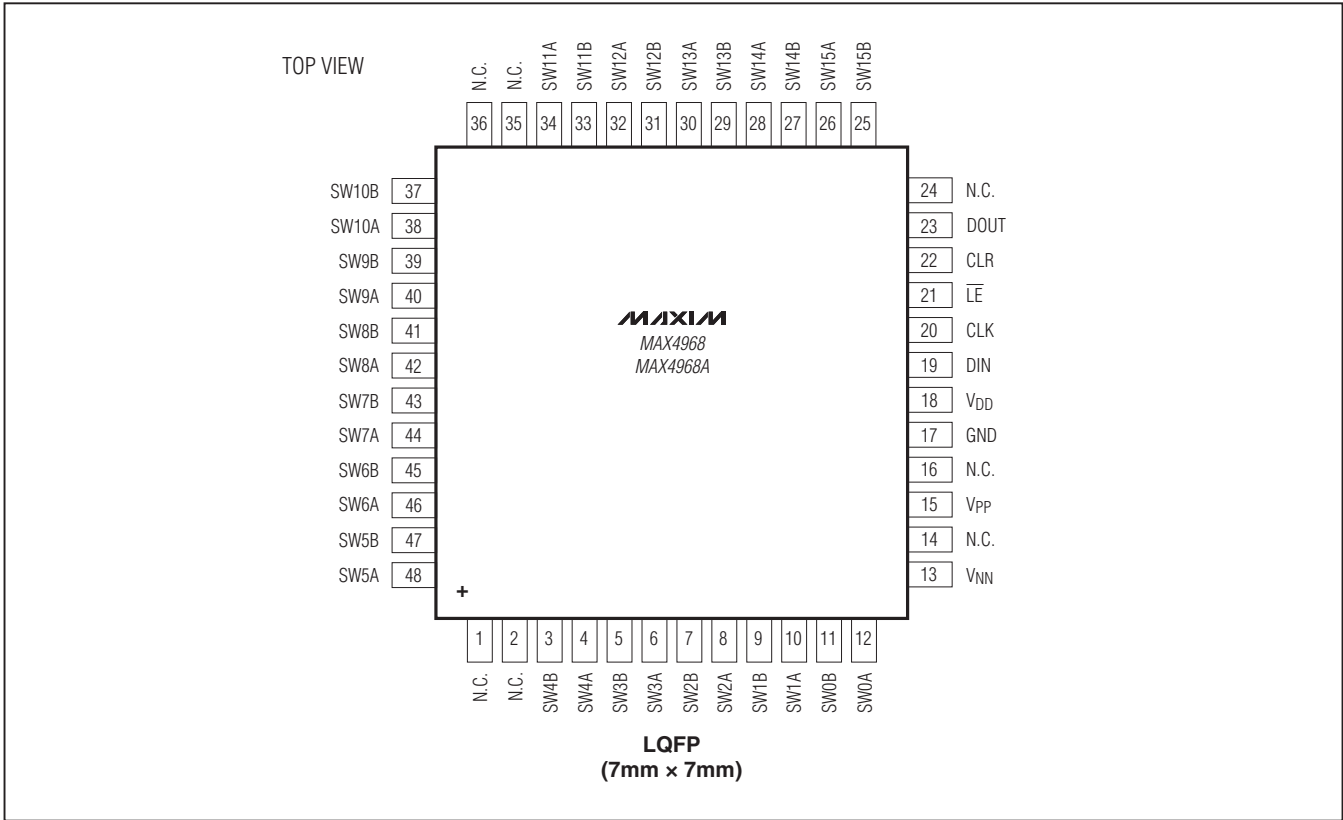 TOP VIEW
N.C. N.C. SW11A SW11B SW12A SW12B SW13A SW13B SW14A SW14B SW15A SW15B
36 35 34 33 32 31 30 29 28 27 26 25
SW10B 37
SW10A 38
SW9B 39
SW9A 40
SW8B 41
SW8A 42
SW7B 43
SW7A 44
SW6B 45
SW6A 46
SW5B 47
SW5A 48
MAXIM
MAX4968
MAX4968A
24 N.C.
23 DOUT
22 CLR
21 L̅E̅
20 CLK
19 DIN
18 VDD
17 GND
16 N.C.
15 VPP
14 N.C.
13 VNN
+
1 2 3 4 5 6 7 8 9 10 11 12
N.C. N.C. SW4B SW4A SW3B SW3A SW2B SW2A SW1B SW1A SW0B SW0A
LQFP
(7mm × 7mm)